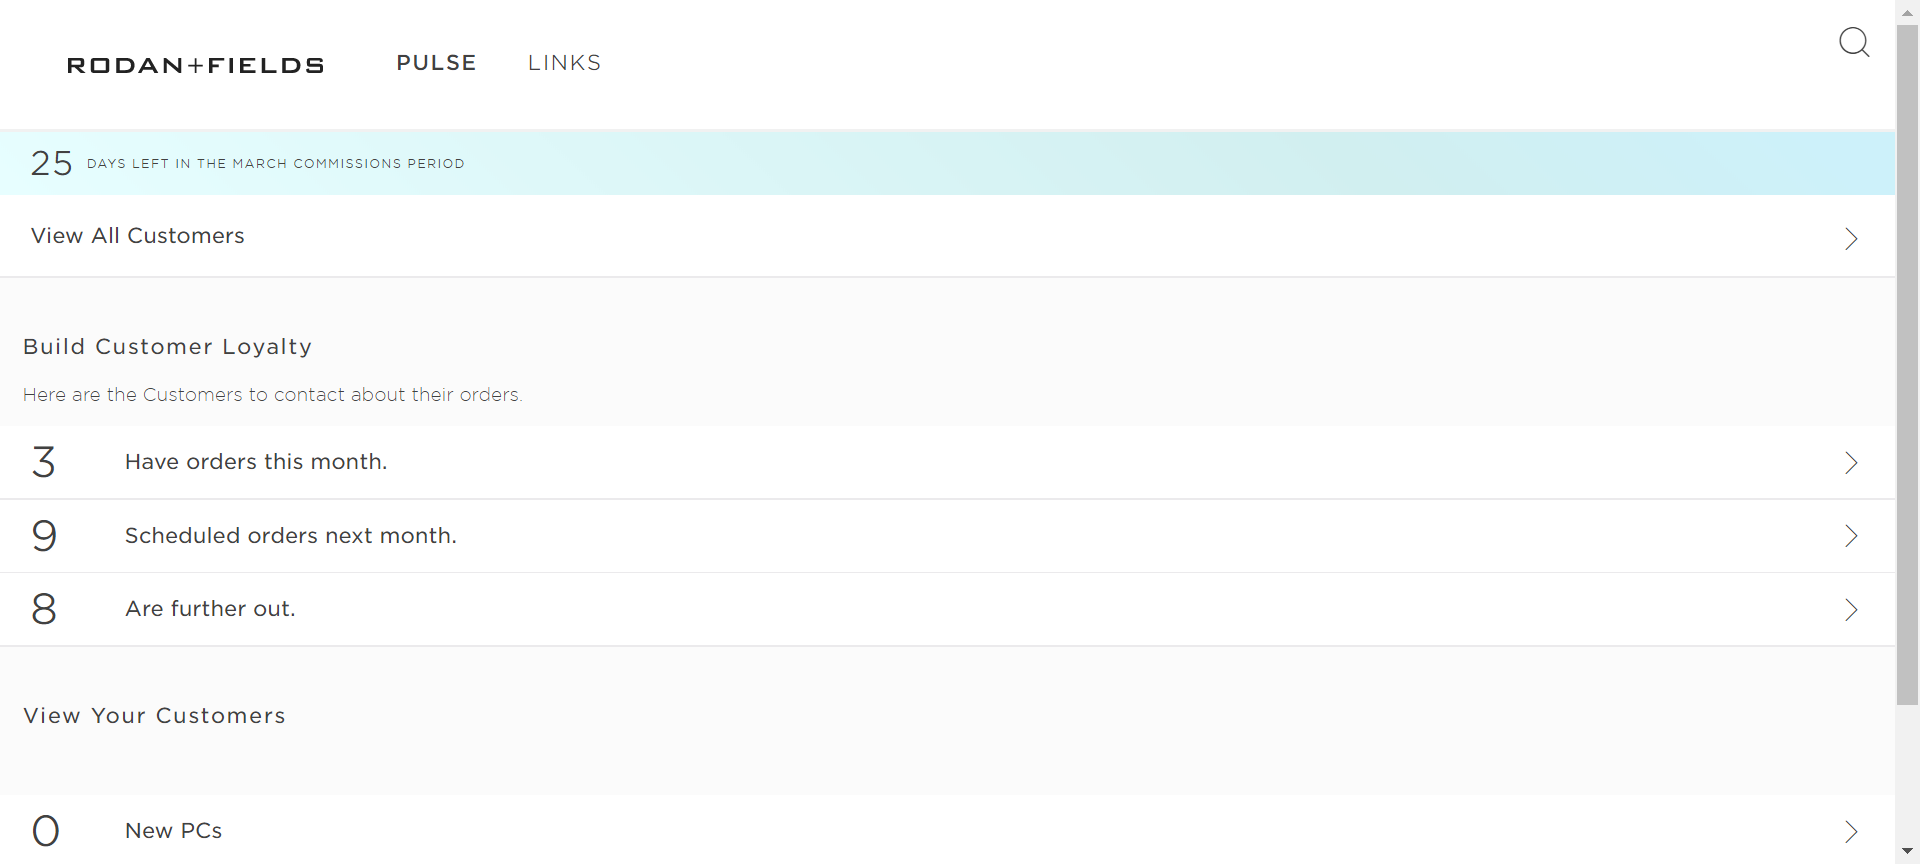 RODAN+FIELDS PULSE LINKS
25 DAYS LEFT IN THE MARCH COMMISSIONS PERIOD
View All Customers
Build Customer Loyalty
Here are the Customers to contact about their orders.
3 Have orders this month.
9 Scheduled orders next month.
8 Are further out.
View Your Customers
0 New PCs